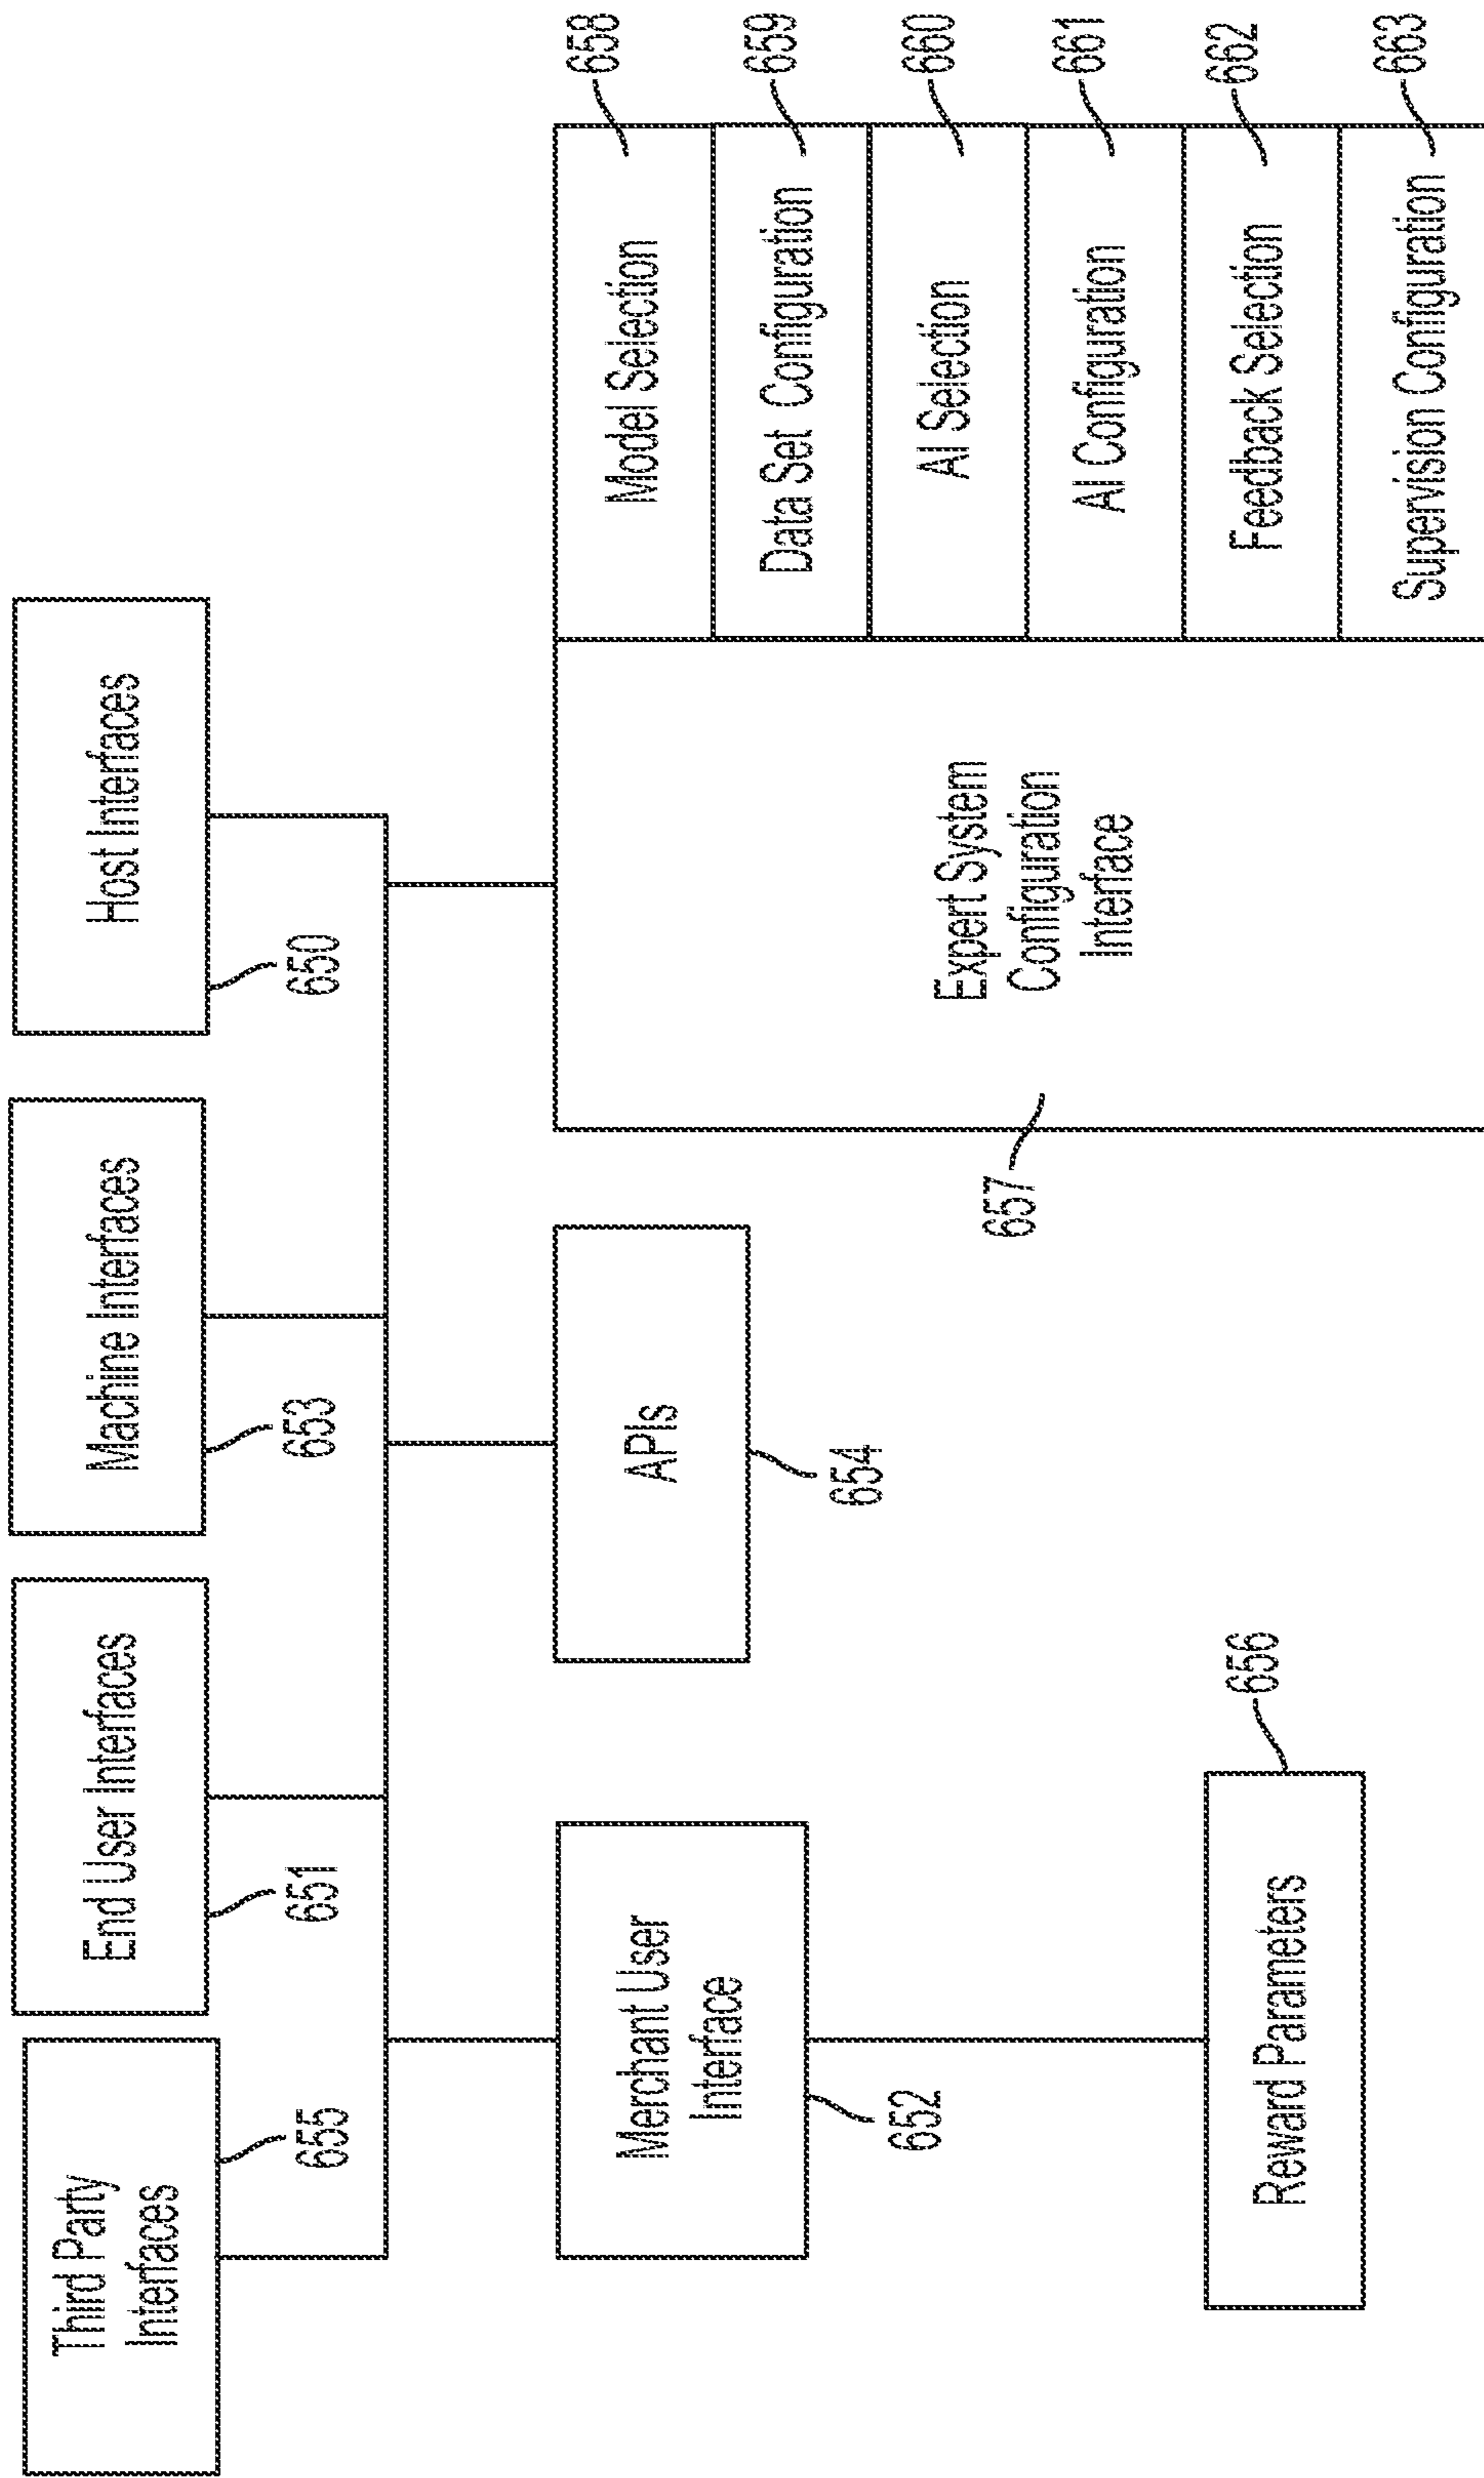 Third Party
Interfaces
655
End User Interfaces
651
Machine Interfaces
653
Host Interfaces
650
Merchant User
Interface
652
APIs
654
Expert System
Configuration
Interface
657
Model Selection
658
Data Set Configuration
659
AI Selection
660
AI Configuration
661
Feedback Selection
662
Supervision Configuration
663
Reward Parameters
656